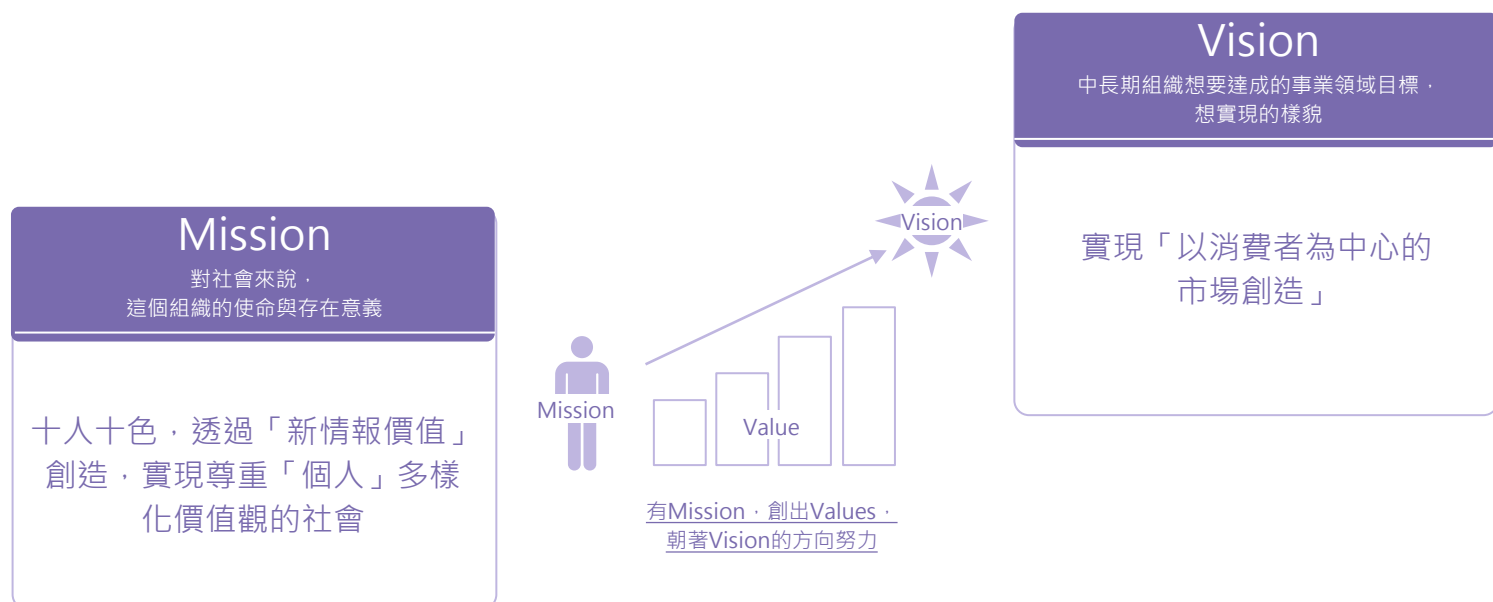 Mission
對社會來說，
這個組織的使命與存在意義
十人十色，透過「新情報價值」
創造，實現尊重「個人」多樣
化價值觀的社會
Mission
Value
Vision
有Mission，創出Values，
朝著Vision的方向努力
Vision
中長期組織想要達成的事業領域目標，
想實現的樣貌
實現「以消費者為中心的
市場創造」